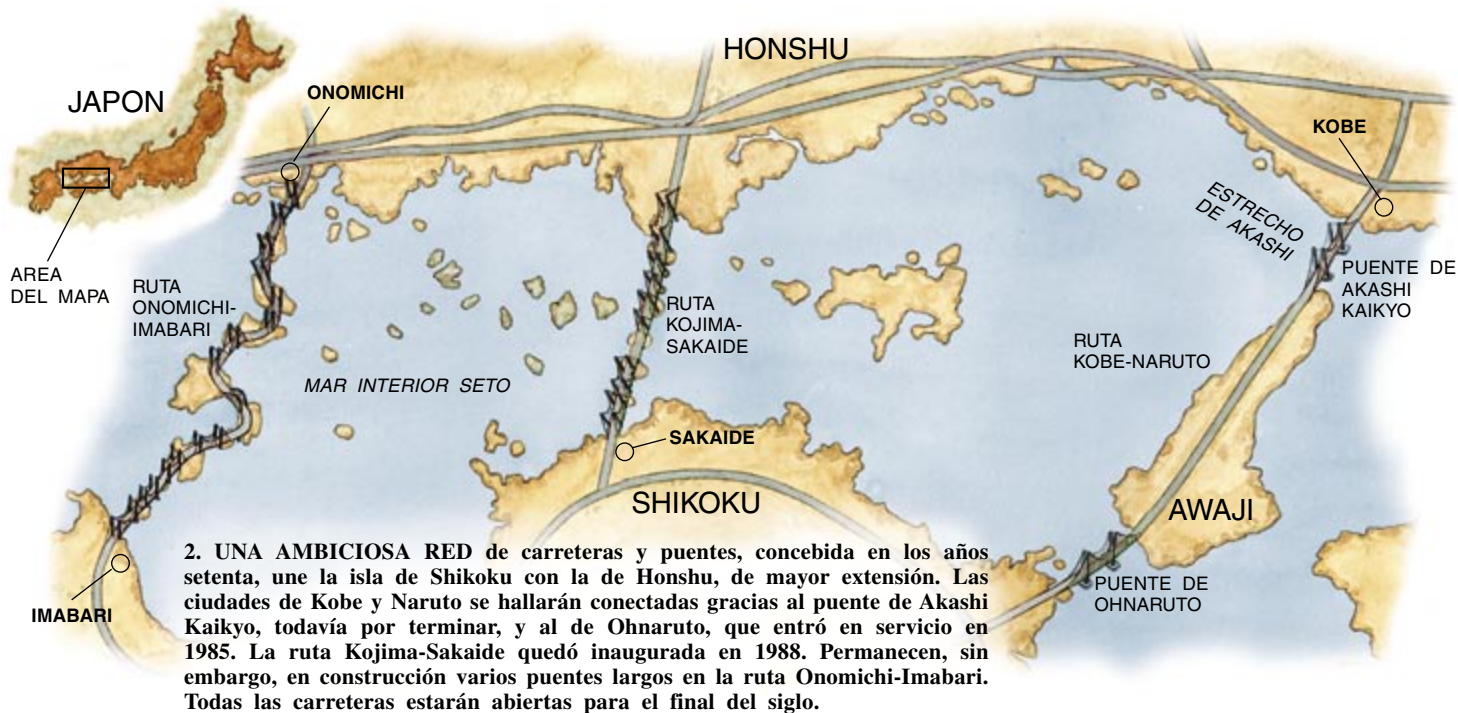 HONSHU
JAPON
ONOMICHI
KOBE
ESTRECHO
DE AKASHI
AREA
DEL MAPA
RUTA
ONOMICHI-
IMABARI
RUTA
KOJIMA-
SAKAIDE
PUENTE DE
AKASHI
KAIKYO
RUTA
KOBE-NARUTO
MAR INTERIOR SETO
SAKAIDE
SHIKOKU
AWAJI
IMABARI
PUENTE DE
OHNARUTO
2. UNA AMBICIOSA RED de carreteras y puentes, concebida en los años
setenta, une la isla de Shikoku con la de Honshu, de mayor extensión. Las
ciudades de Kobe y Naruto se hallarán conectadas gracias al puente de Akashi
Kaikyo, todavía por terminar, y al de Ohnaruto, que entró en servicio en
1985. La ruta Kojima-Sakaide quedó inaugurada en 1988. Permanecen, sin
embargo, en construcción varios puentes largos en la ruta Onomichi-Imabari.
Todas las carreteras estarán abiertas para el final del siglo.